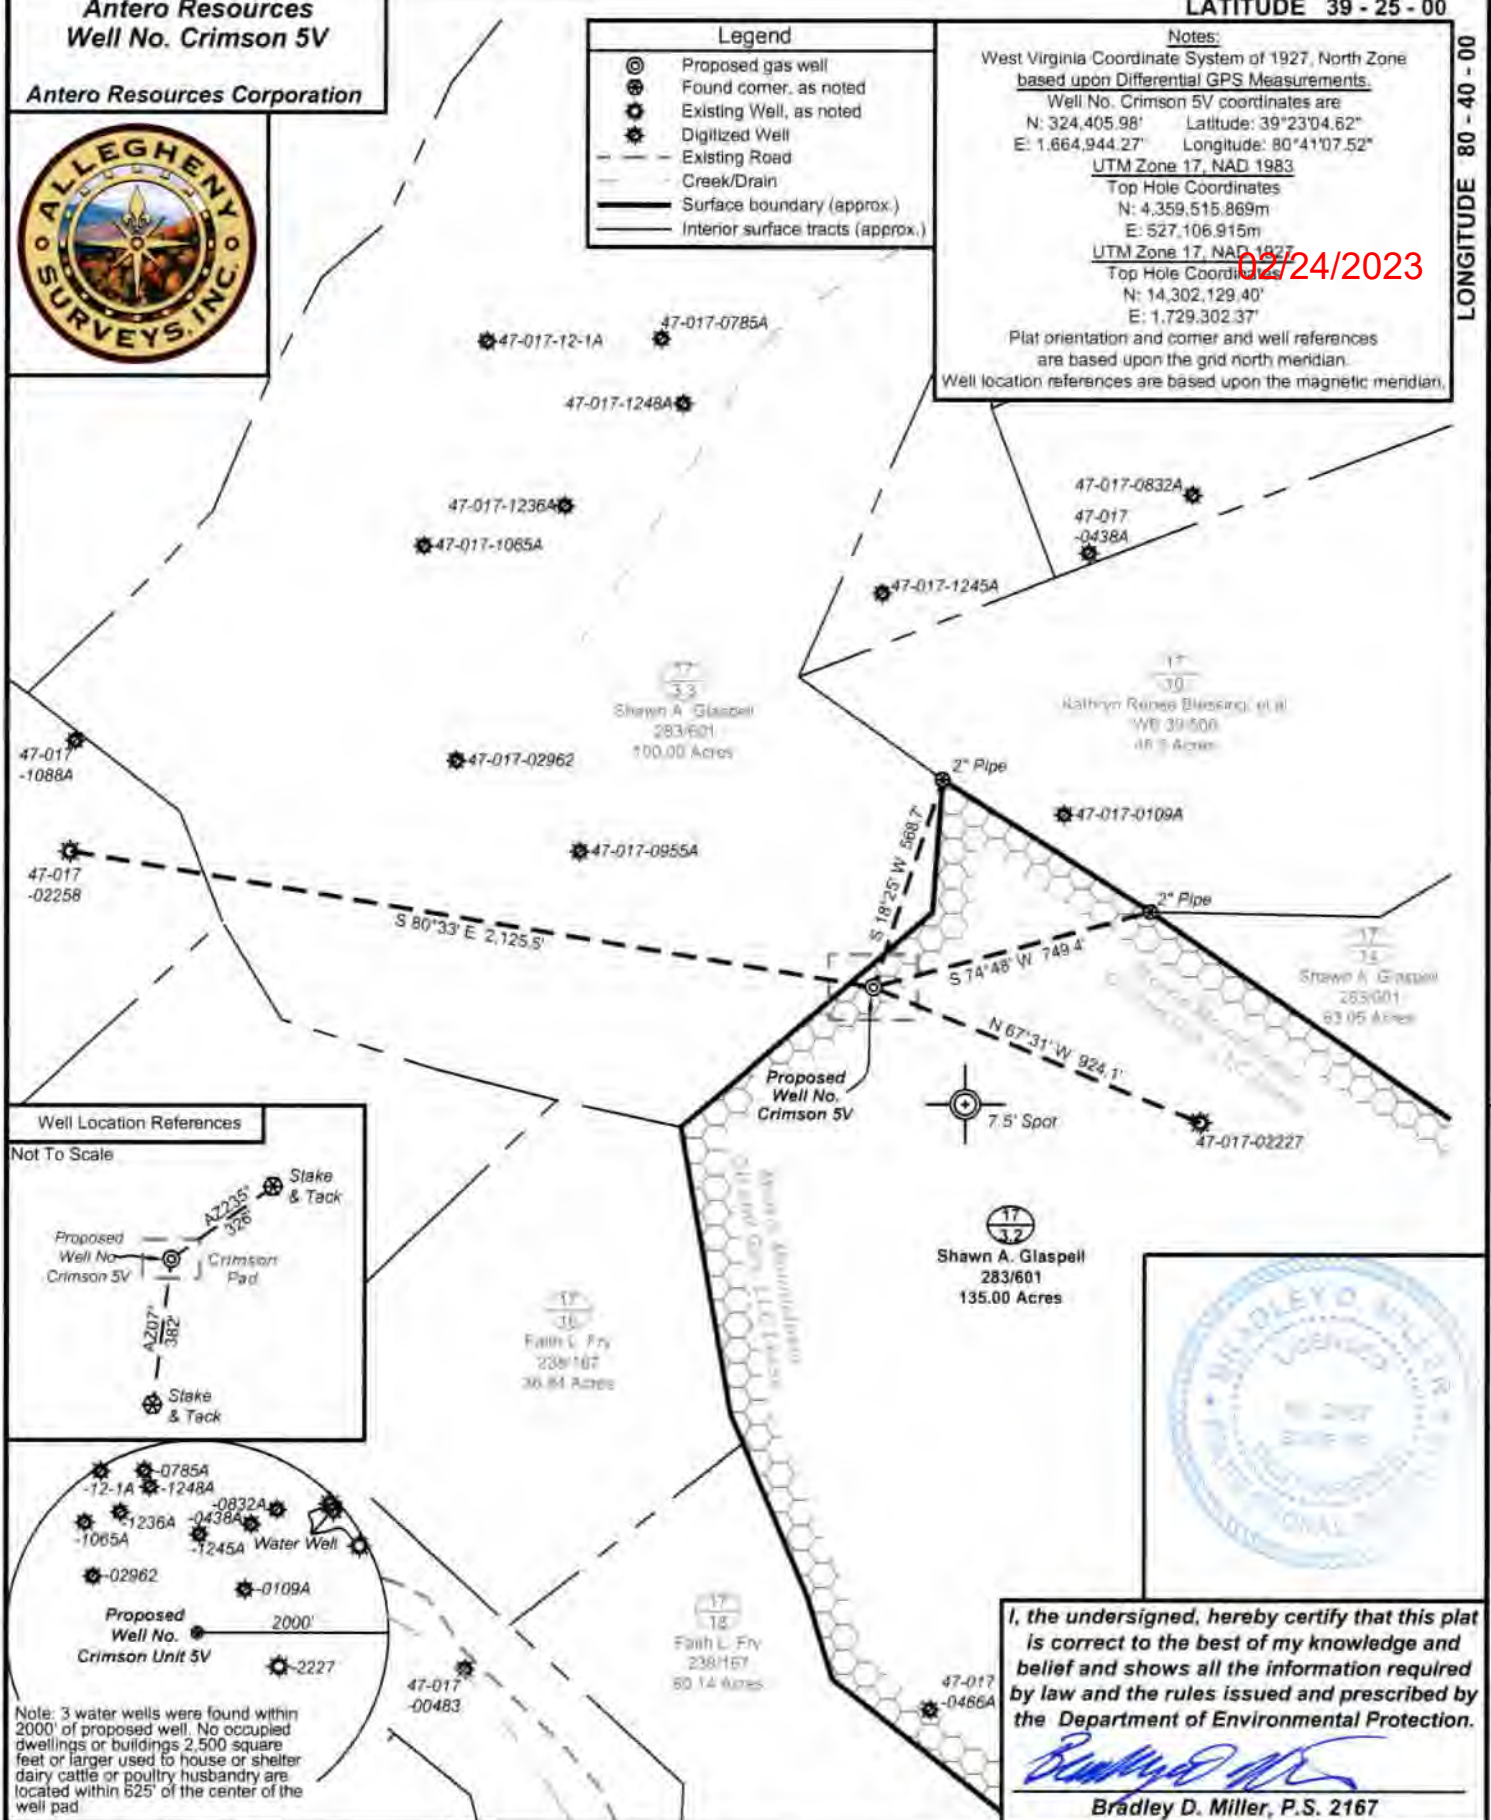 Antero Resources
Well No. Crimson 5V
Antero Resources Corporation
ALLEGHENY
SURVEYS, INC.
Legend
Proposed gas well
Found corner, as noted
Existing Well, as noted
Digitized Well
Existing Road
Creek/Drain
Surface boundary (approx.)
Interior surface tracts (approx.)
LATITUDE 39 - 25 - 00
LONGITUDE 80 - 40 - 00
Notes:
West Virginia Coordinate System of 1927, North Zone
based upon Differential GPS Measurements.
Well No. Crimson 5V coordinates are
N: 324,405.98' Latitude: 39°23'04.62"
E: 1,664,944.27' Longitude: 80°41'07.52"
UTM Zone 17, NAD 1983
Top Hole Coordinates
N: 4,359,515.869m
E: 527,106.915m
UTM Zone 17, NAD 1927
02/24/2023
Top Hole Coordinates
N: 14,302,129.40'
E: 1,729,302.37'
Plat orientation and corner and well references
are based upon the grid north meridian.
Well location references are based upon the magnetic meridian.
47-017-12-1A
47-017-0785A
47-017-1248A
47-017-1236A
47-017-1065A
47-017-0832A
47-017
-0438A
47-017-1245A
17
3.3
Shawn A. Glaspell
283/601
100.00 Acres
17
10
Kathryn Renee Blessing, et al
WB 39/500
47-017
-1088A
47-017-02962
2" Pipe
47-017-0109A
47-017-0955A
47-017
-02258
S 18°25' W 568.7'
2" Pipe
S 80°33' E 2,125.5'
S 74°48' W 749.4'
17
14
Shawn A. Glaspell
283/601
63.05 Acres
N 67°31' W 924.1'
Proposed
Well No.
Crimson 5V
7.5' Spot
47-017-02227
Well Location References
Not To Scale
Stake
& Tack
AZ235°
326'
Proposed
Well No
Crimson 5V
Crimson
Pad
AZ07°
382'
Stake
& Tack
17
3.2
Shawn A. Glaspell
283/601
135.00 Acres
17
16
Faith L. Fry
238/167
36.84 Acres
BRADLEY D. MILLER
LICENSED
-0785A
-12-1A
-1248A
-0832A
-1236A
-0438A
-1065A
-1245A
Water Well
-02962
-0109A
Proposed
Well No.
Crimson Unit 5V
2000'
-2227
47-017
-00483
17
18
Faith L. Fry
238/167
60.14 Acres
47-017
-0466A
Note: 3 water wells were found within
2000' of proposed well. No occupied
dwellings or buildings 2,500 square
feet or larger used to house or shelter
dairy cattle or poultry husbandry are
located within 625' of the center of the
well pad.
I, the undersigned, hereby certify that this plat
is correct to the best of my knowledge and
belief and shows all the information required
by law and the rules issued and prescribed by
the Department of Environmental Protection.
Bradley D. Miller, P.S. 2167